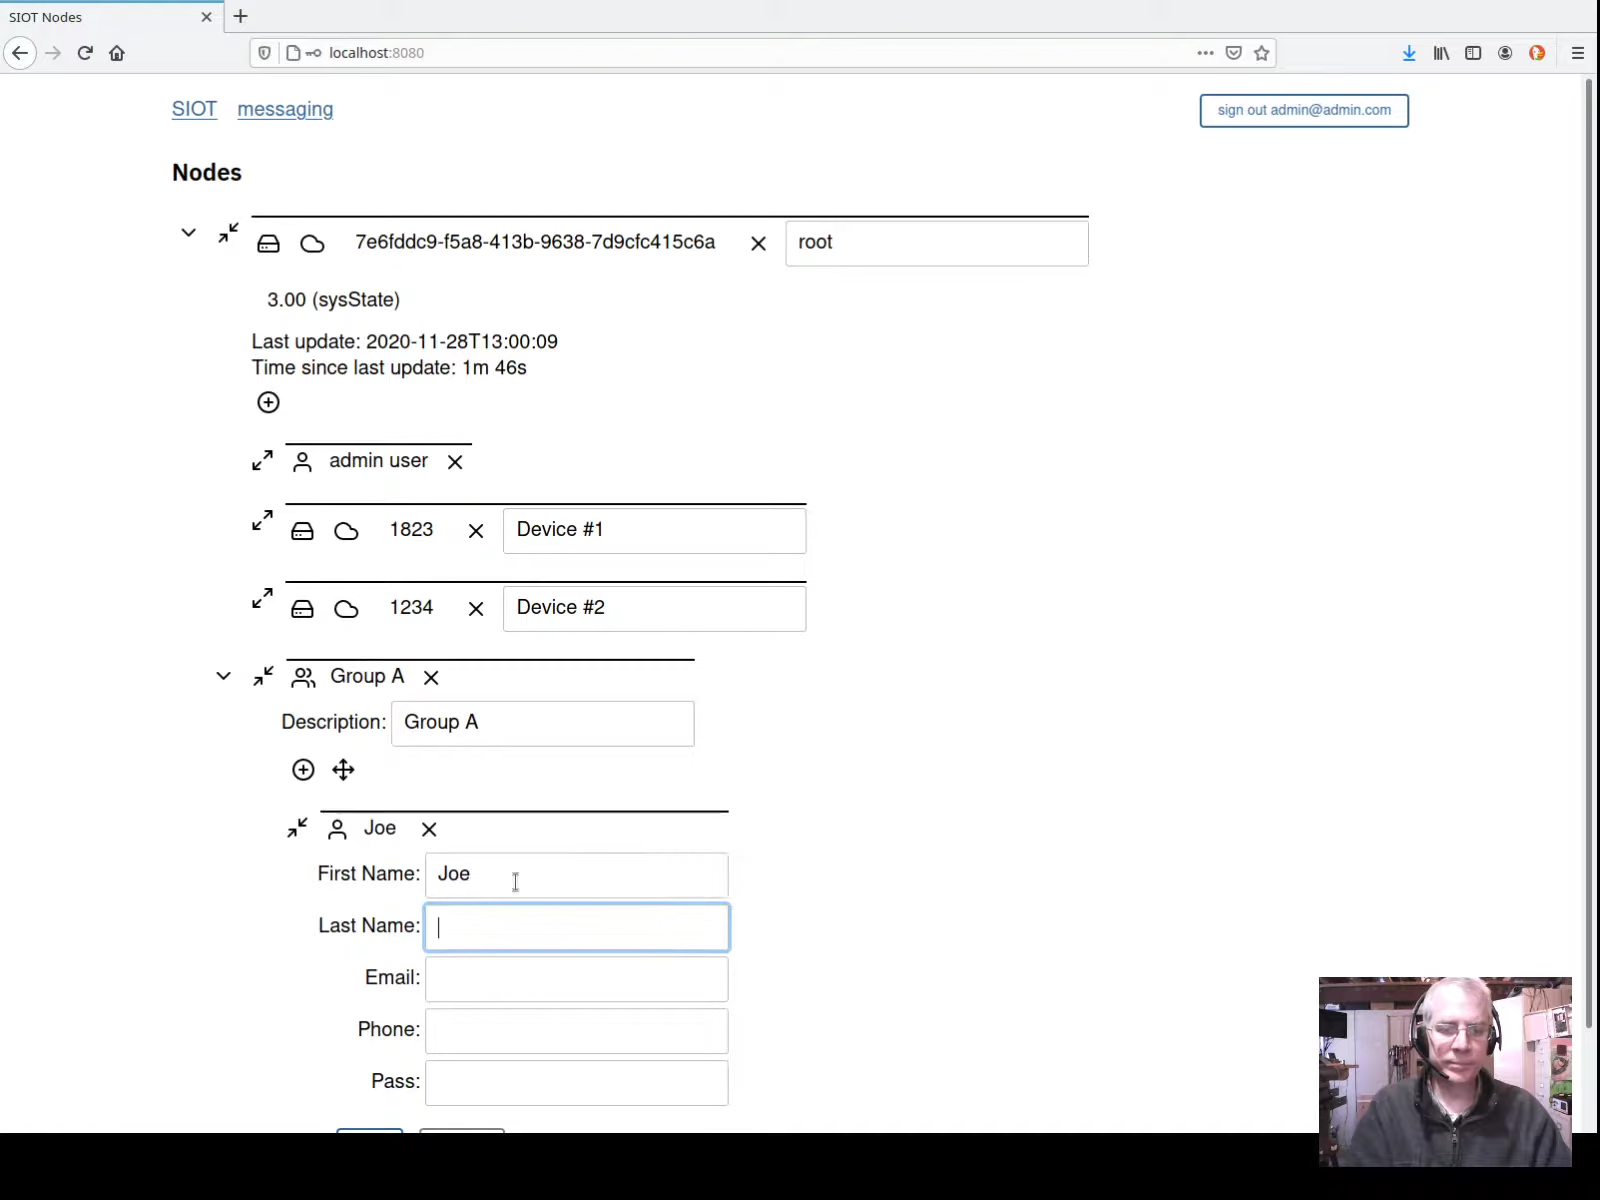 SIOT Nodes
localhost:8080
SIOT messaging sign out admin@admin.com
Nodes
7e6fddc9-f5a8-413b-9638-7d9cfc415c6a root
3.00 (sysState)
Last update: 2020-11-28T13:00:09
Time since last update: 1m 46s
admin user
1823 Device #1
1234 Device #2
Group A
Description: Group A
Joe
First Name: Joe
Last Name:
Email:
Phone:
Pass: